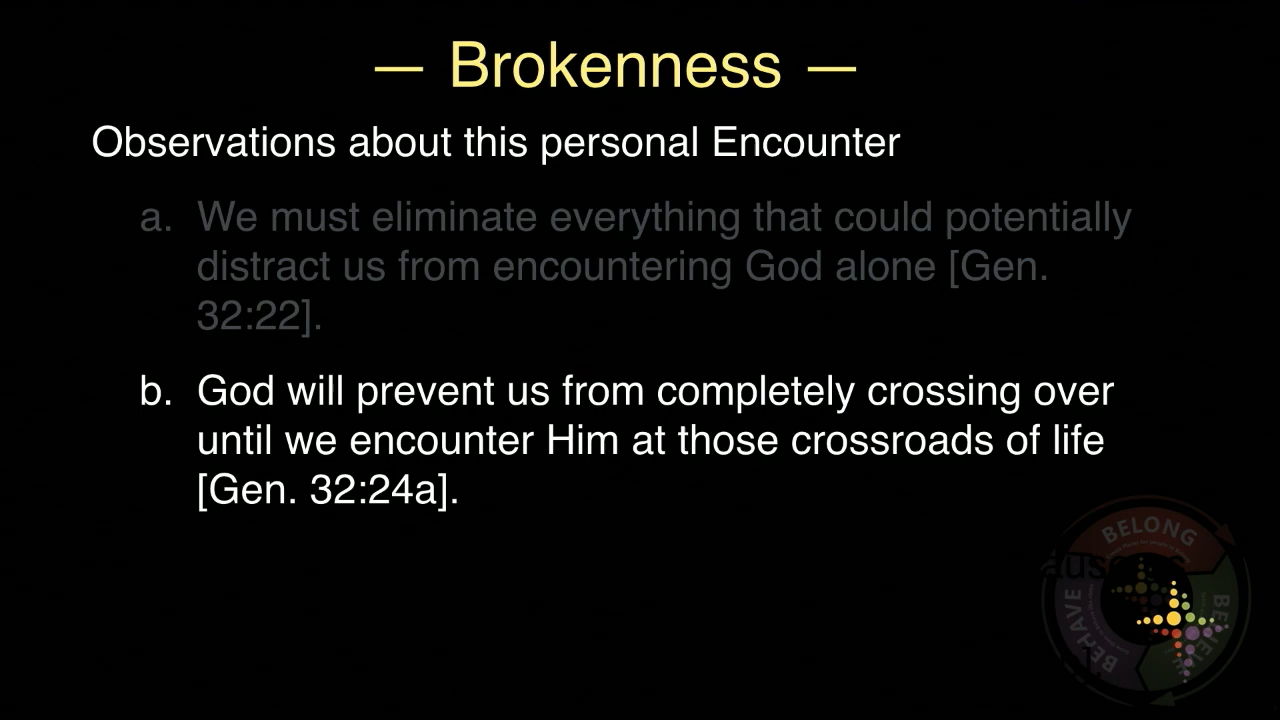 — Brokenness —
Observations about this personal Encounter
a. We must eliminate everything that could potentially
distract us from encountering God alone [Gen.
32:22].
b. God will prevent us from completely crossing over
until we encounter Him at those crossroads of life
[Gen. 32:24a].
BELONG
BEHAVE